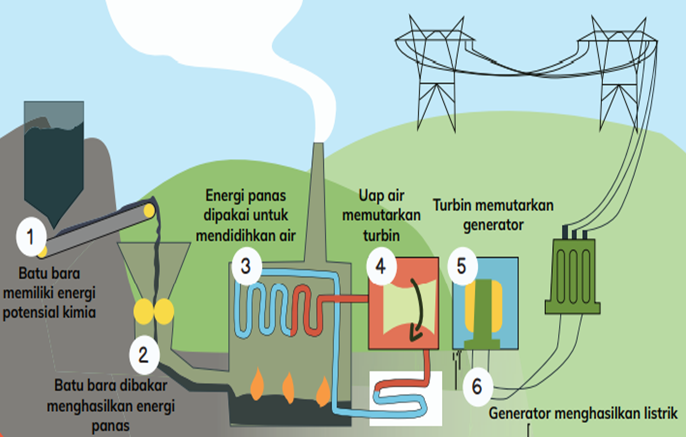 1
Batu bara
memiliki energi
potensial kimia
2
Batu bara dibakar
menghasilkan energi
panas
Energi panas
dipakai untuk
mendidihkan air
3
Uap air
memutarkan
turbin
4
Turbin memutarkan
generator
5
6
Generator menghasilkan listrik